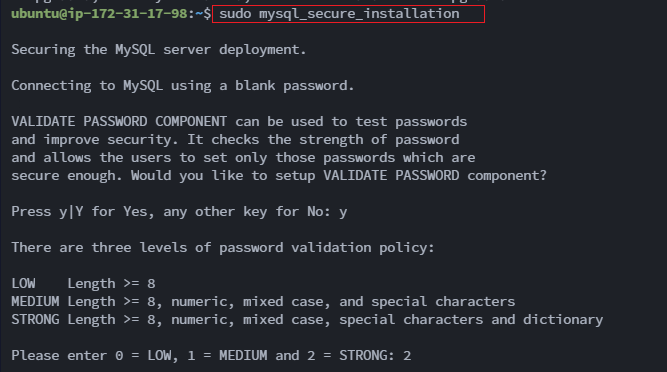 ubuntu@ip-172-31-17-98:~$ sudo mysql_secure_installation
Securing the MySQL server deployment.
Connecting to MySQL using a blank password.
VALIDATE PASSWORD COMPONENT can be used to test passwords
and improve security. It checks the strength of password
and allows the users to set only those passwords which are
secure enough. Would you like to setup VALIDATE PASSWORD component?
Press y|Y for Yes, any other key for No: y
There are three levels of password validation policy:
LOW    Length >= 8
MEDIUM Length >= 8, numeric, mixed case, and special characters
STRONG Length >= 8, numeric, mixed case, special characters and dictionary
Please enter 0 = LOW, 1 = MEDIUM and 2 = STRONG: 2